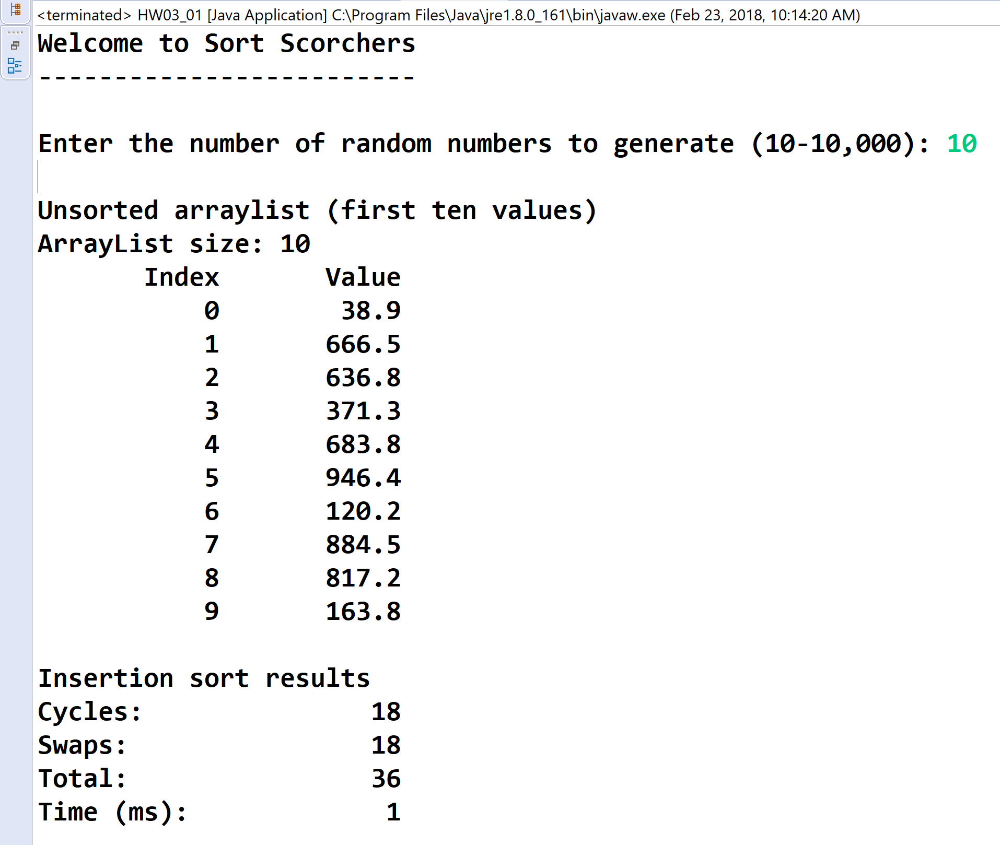 <terminated> HW03_01 [Java Application] C:\Program Files\Java\jre1.8.0_161\bin\javaw.exe (Feb 23, 2018, 10:14:20 AM)
Welcome to Sort Scorchers
-------------------------
Enter the number of random numbers to generate (10-10,000): 10
Unsorted arraylist (first ten values)
ArrayList size: 10
Index Value
0 38.9
1 666.5
2 636.8
3 371.3
4 683.8
5 946.4
6 120.2
7 884.5
8 817.2
9 163.8
Insertion sort results
Cycles: 18
Swaps: 18
Total: 36
Time (ms): 1